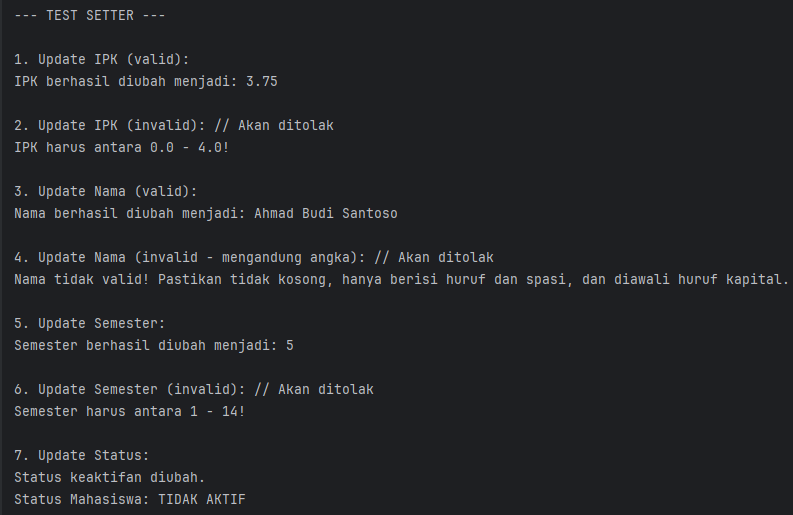 --- TEST SETTER ---
1. Update IPK (valid):
IPK berhasil diubah menjadi: 3.75
2. Update IPK (invalid): // Akan ditolak
IPK harus antara 0.0 - 4.0!
3. Update Nama (valid):
Nama berhasil diubah menjadi: Ahmad Budi Santoso
4. Update Nama (invalid - mengandung angka): // Akan ditolak
Nama tidak valid! Pastikan tidak kosong, hanya berisi huruf dan spasi, dan diawali huruf kapital.
5. Update Semester:
Semester berhasil diubah menjadi: 5
6. Update Semester (invalid): // Akan ditolak
Semester harus antara 1 - 14!
7. Update Status:
Status keaktifan diubah.
Status Mahasiswa: TIDAK AKTIF